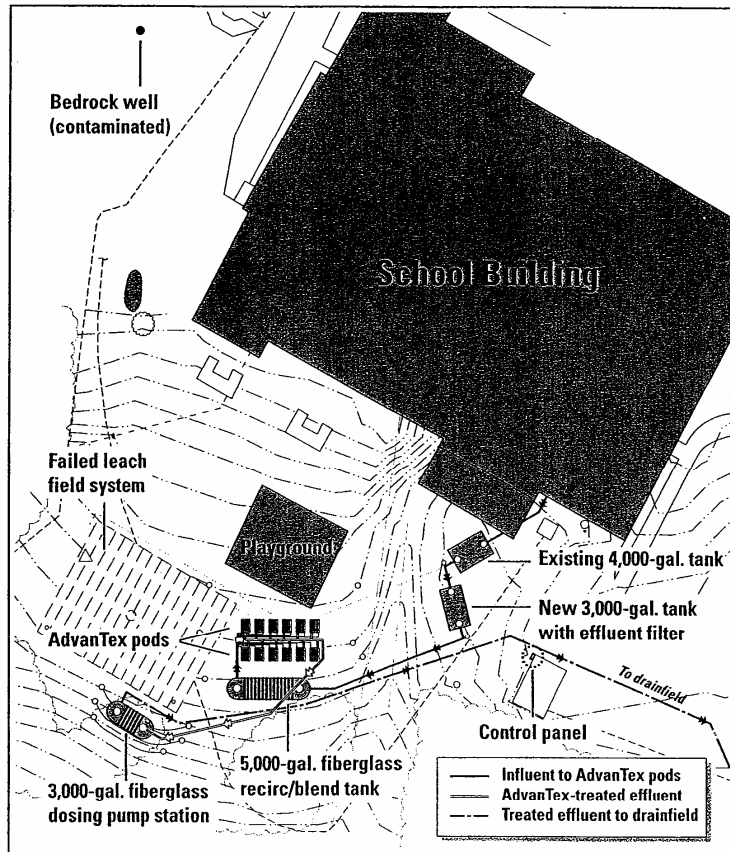 Bedrock well
(contaminated)
School Building
Failed leach
field system
Playground
Existing 4,000-gal. tank
New 3,000-gal. tank
with effluent filter
AdvanTex pods
To drainfield
Control panel
5,000-gal. fiberglass
recirc/blend tank
3,000-gal. fiberglass
dosing pump station
Influent to AdvanTex pods
AdvanTex-treated effluent
Treated effluent to drainfield